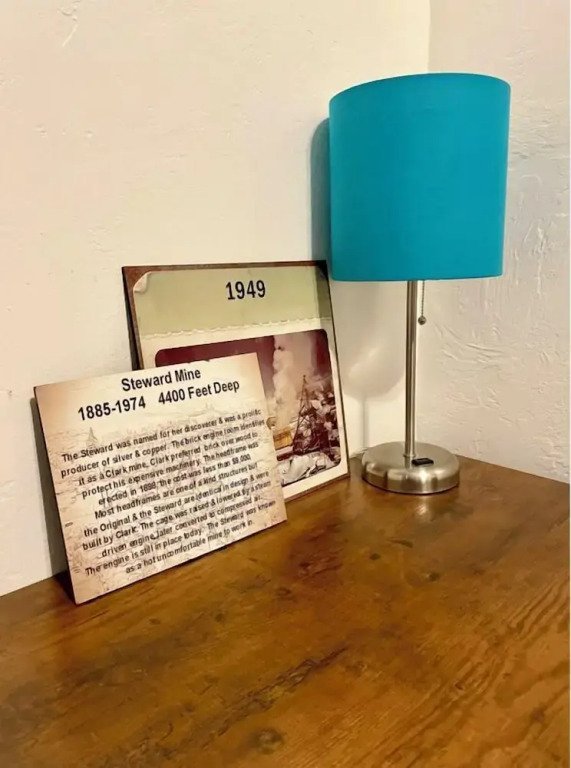 1949
Steward Mine
1885-1974 4400 Feet Deep
The Steward was named for her discoverer & was a prolific
producer of silver & copper. The brick engine room identifies
it as a Clark mine. Clark preferred brick over wood to
protect his expensive machinery. The headframe was
erected in 1898, the cost was less than
Most headframes are one of a kind structures but
the Original & the Steward are identical in design & were
built by Clark. The cage was raised & lowered by a
driven engine, later converted to compressed air.
The engine is still in place today. The Steward was known
as a hot uncomfortable mine to work in.